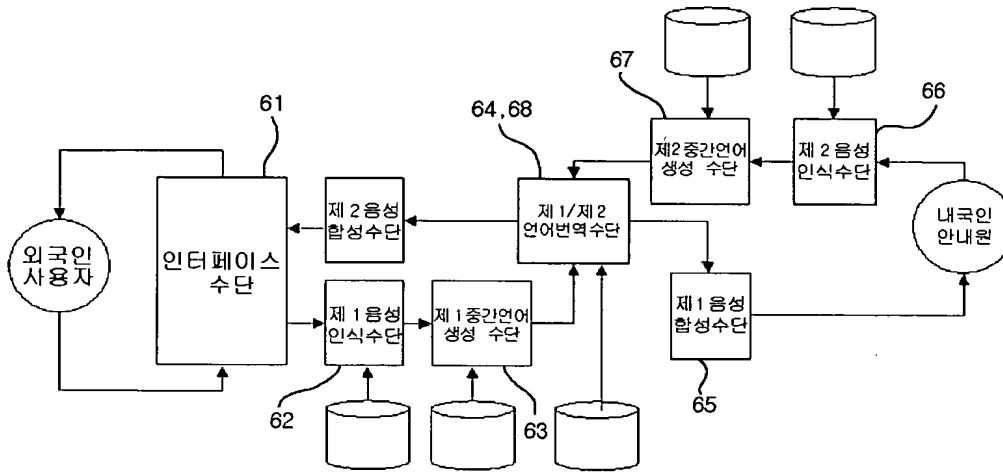 61
외국인
사용자
인터페이스
수단
제2음성
합성수단
제1음성
인식수단
62
제1중간언어
생성 수단
63
64,68
제1/제2
언어번역수단
67
제2중간언어
생성 수단
제2음성
인식수단
66
내국인
안내원
제1음성
합성수단
65